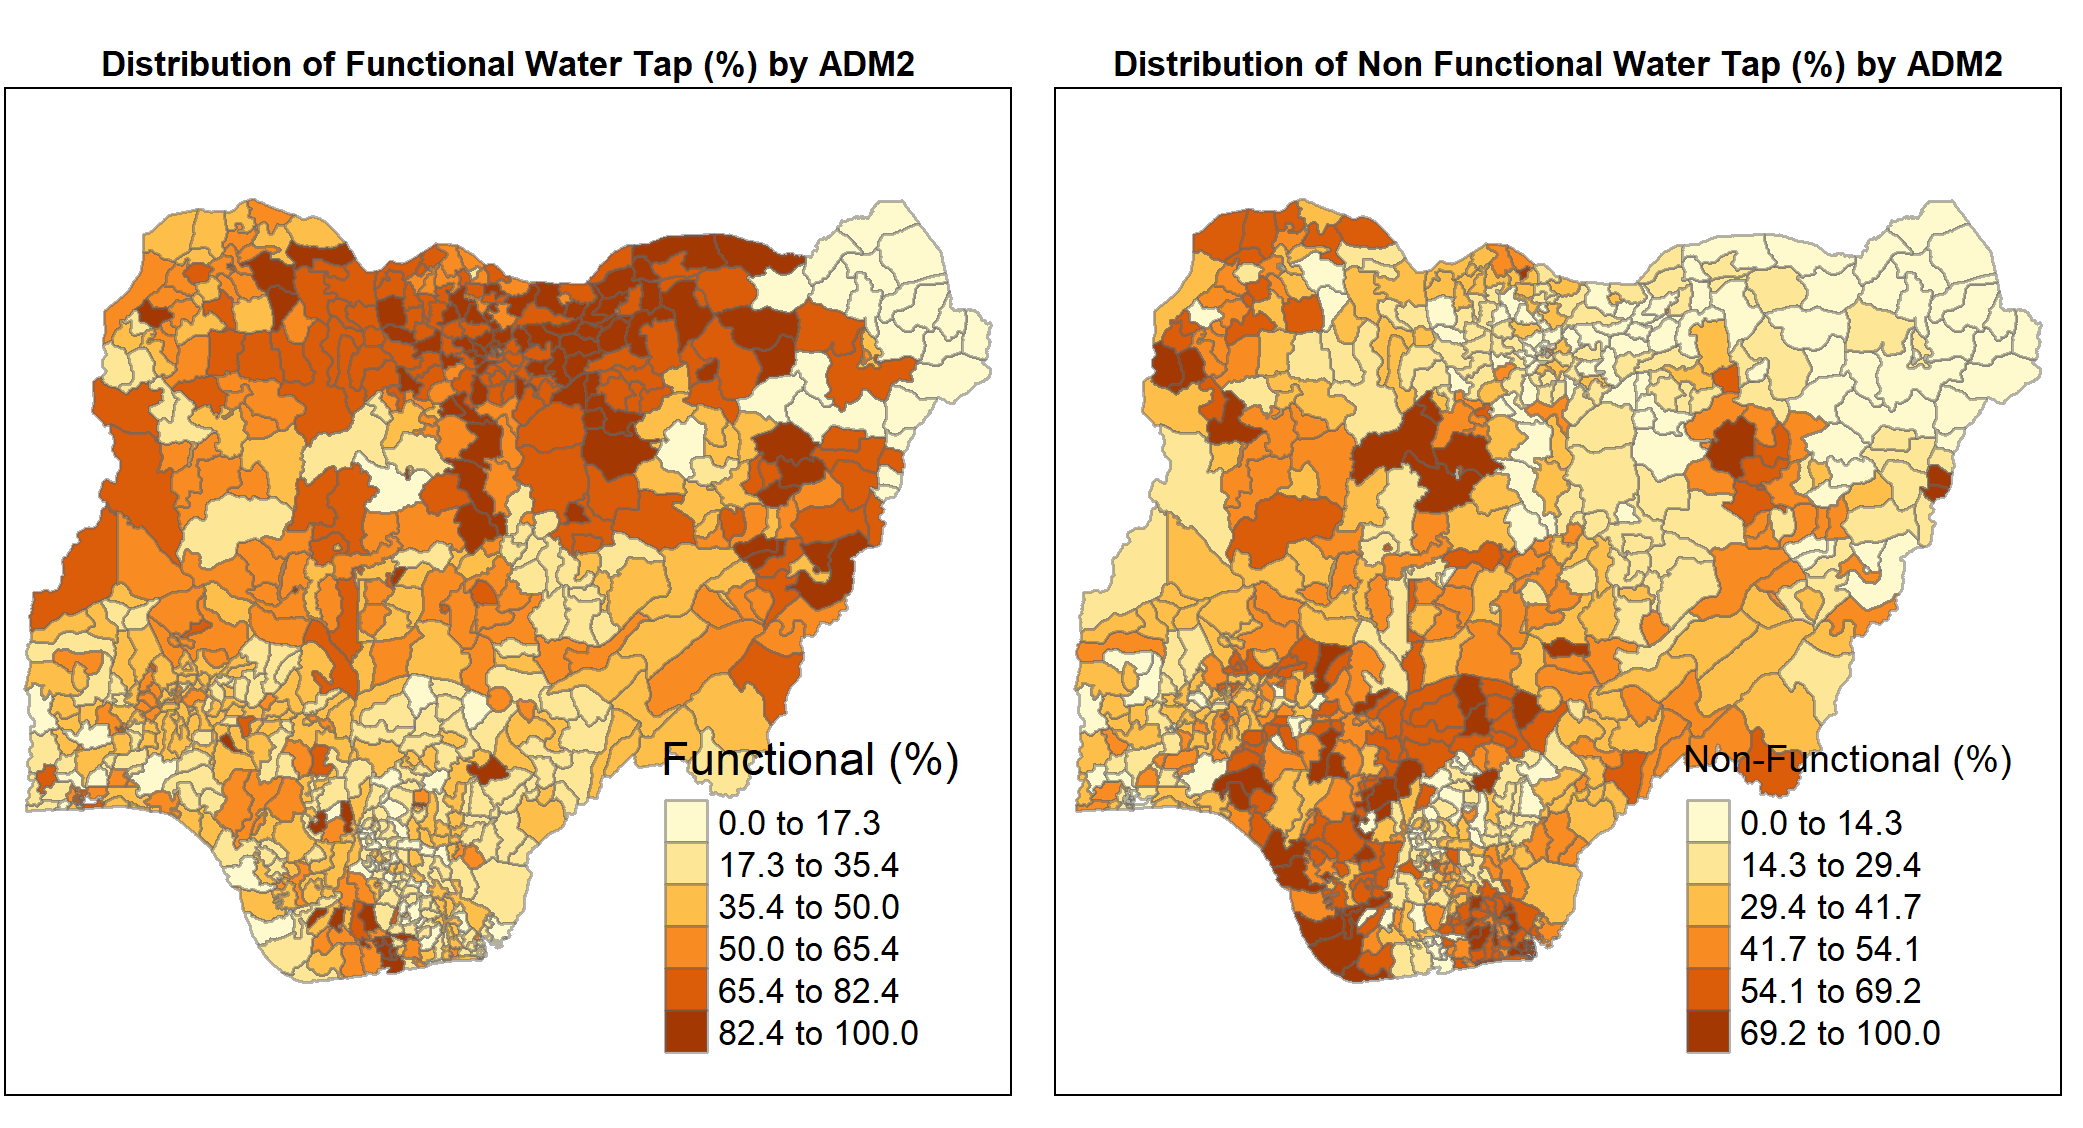 Distribution of Functional Water Tap (%) by ADM2
Functional (%)
0.0 to 17.3
17.3 to 35.4
35.4 to 50.0
50.0 to 65.4
65.4 to 82.4
82.4 to 100.0
Distribution of Non Functional Water Tap (%) by ADM2
Non-Functional (%)
0.0 to 14.3
14.3 to 29.4
29.4 to 41.7
41.7 to 54.1
54.1 to 69.2
69.2 to 100.0